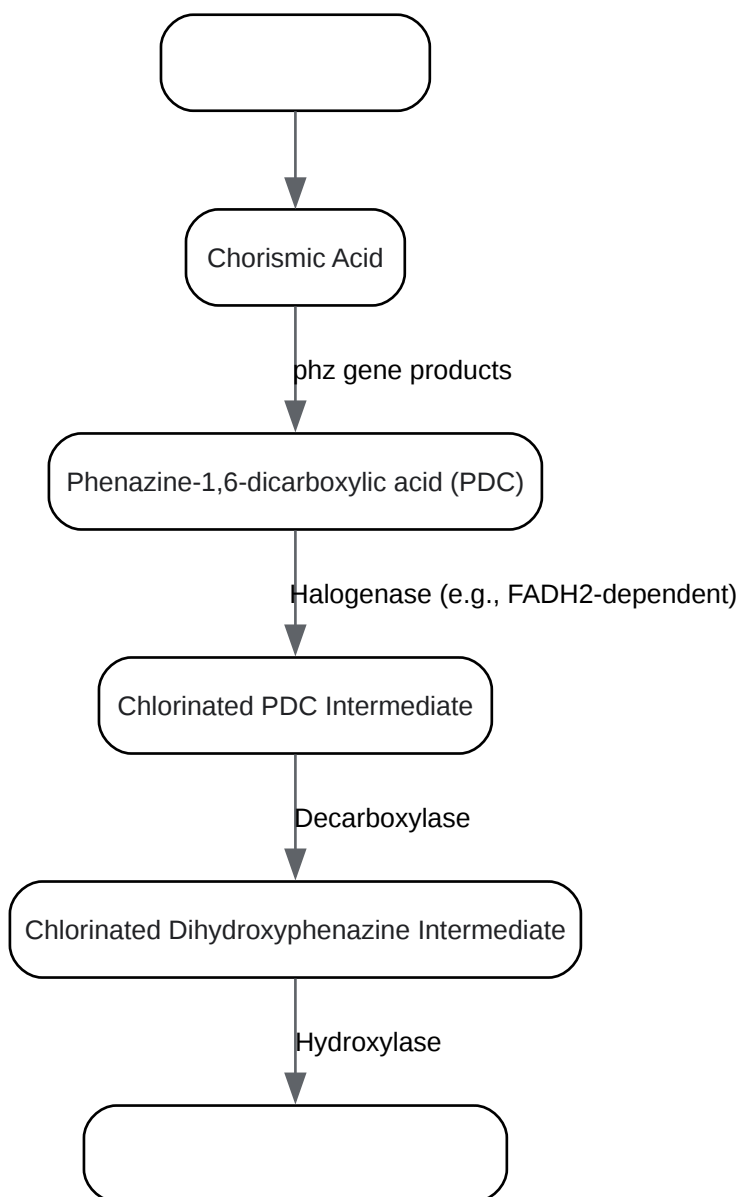 Chorismic Acid
phz gene products
Phenazine-1,6-dicarboxylic acid (PDC)
Halogenase (e.g., FADH2-dependent)
Chlorinated PDC Intermediate
Decarboxylase
Chlorinated Dihydroxyphenazine Intermediate
Hydroxylase